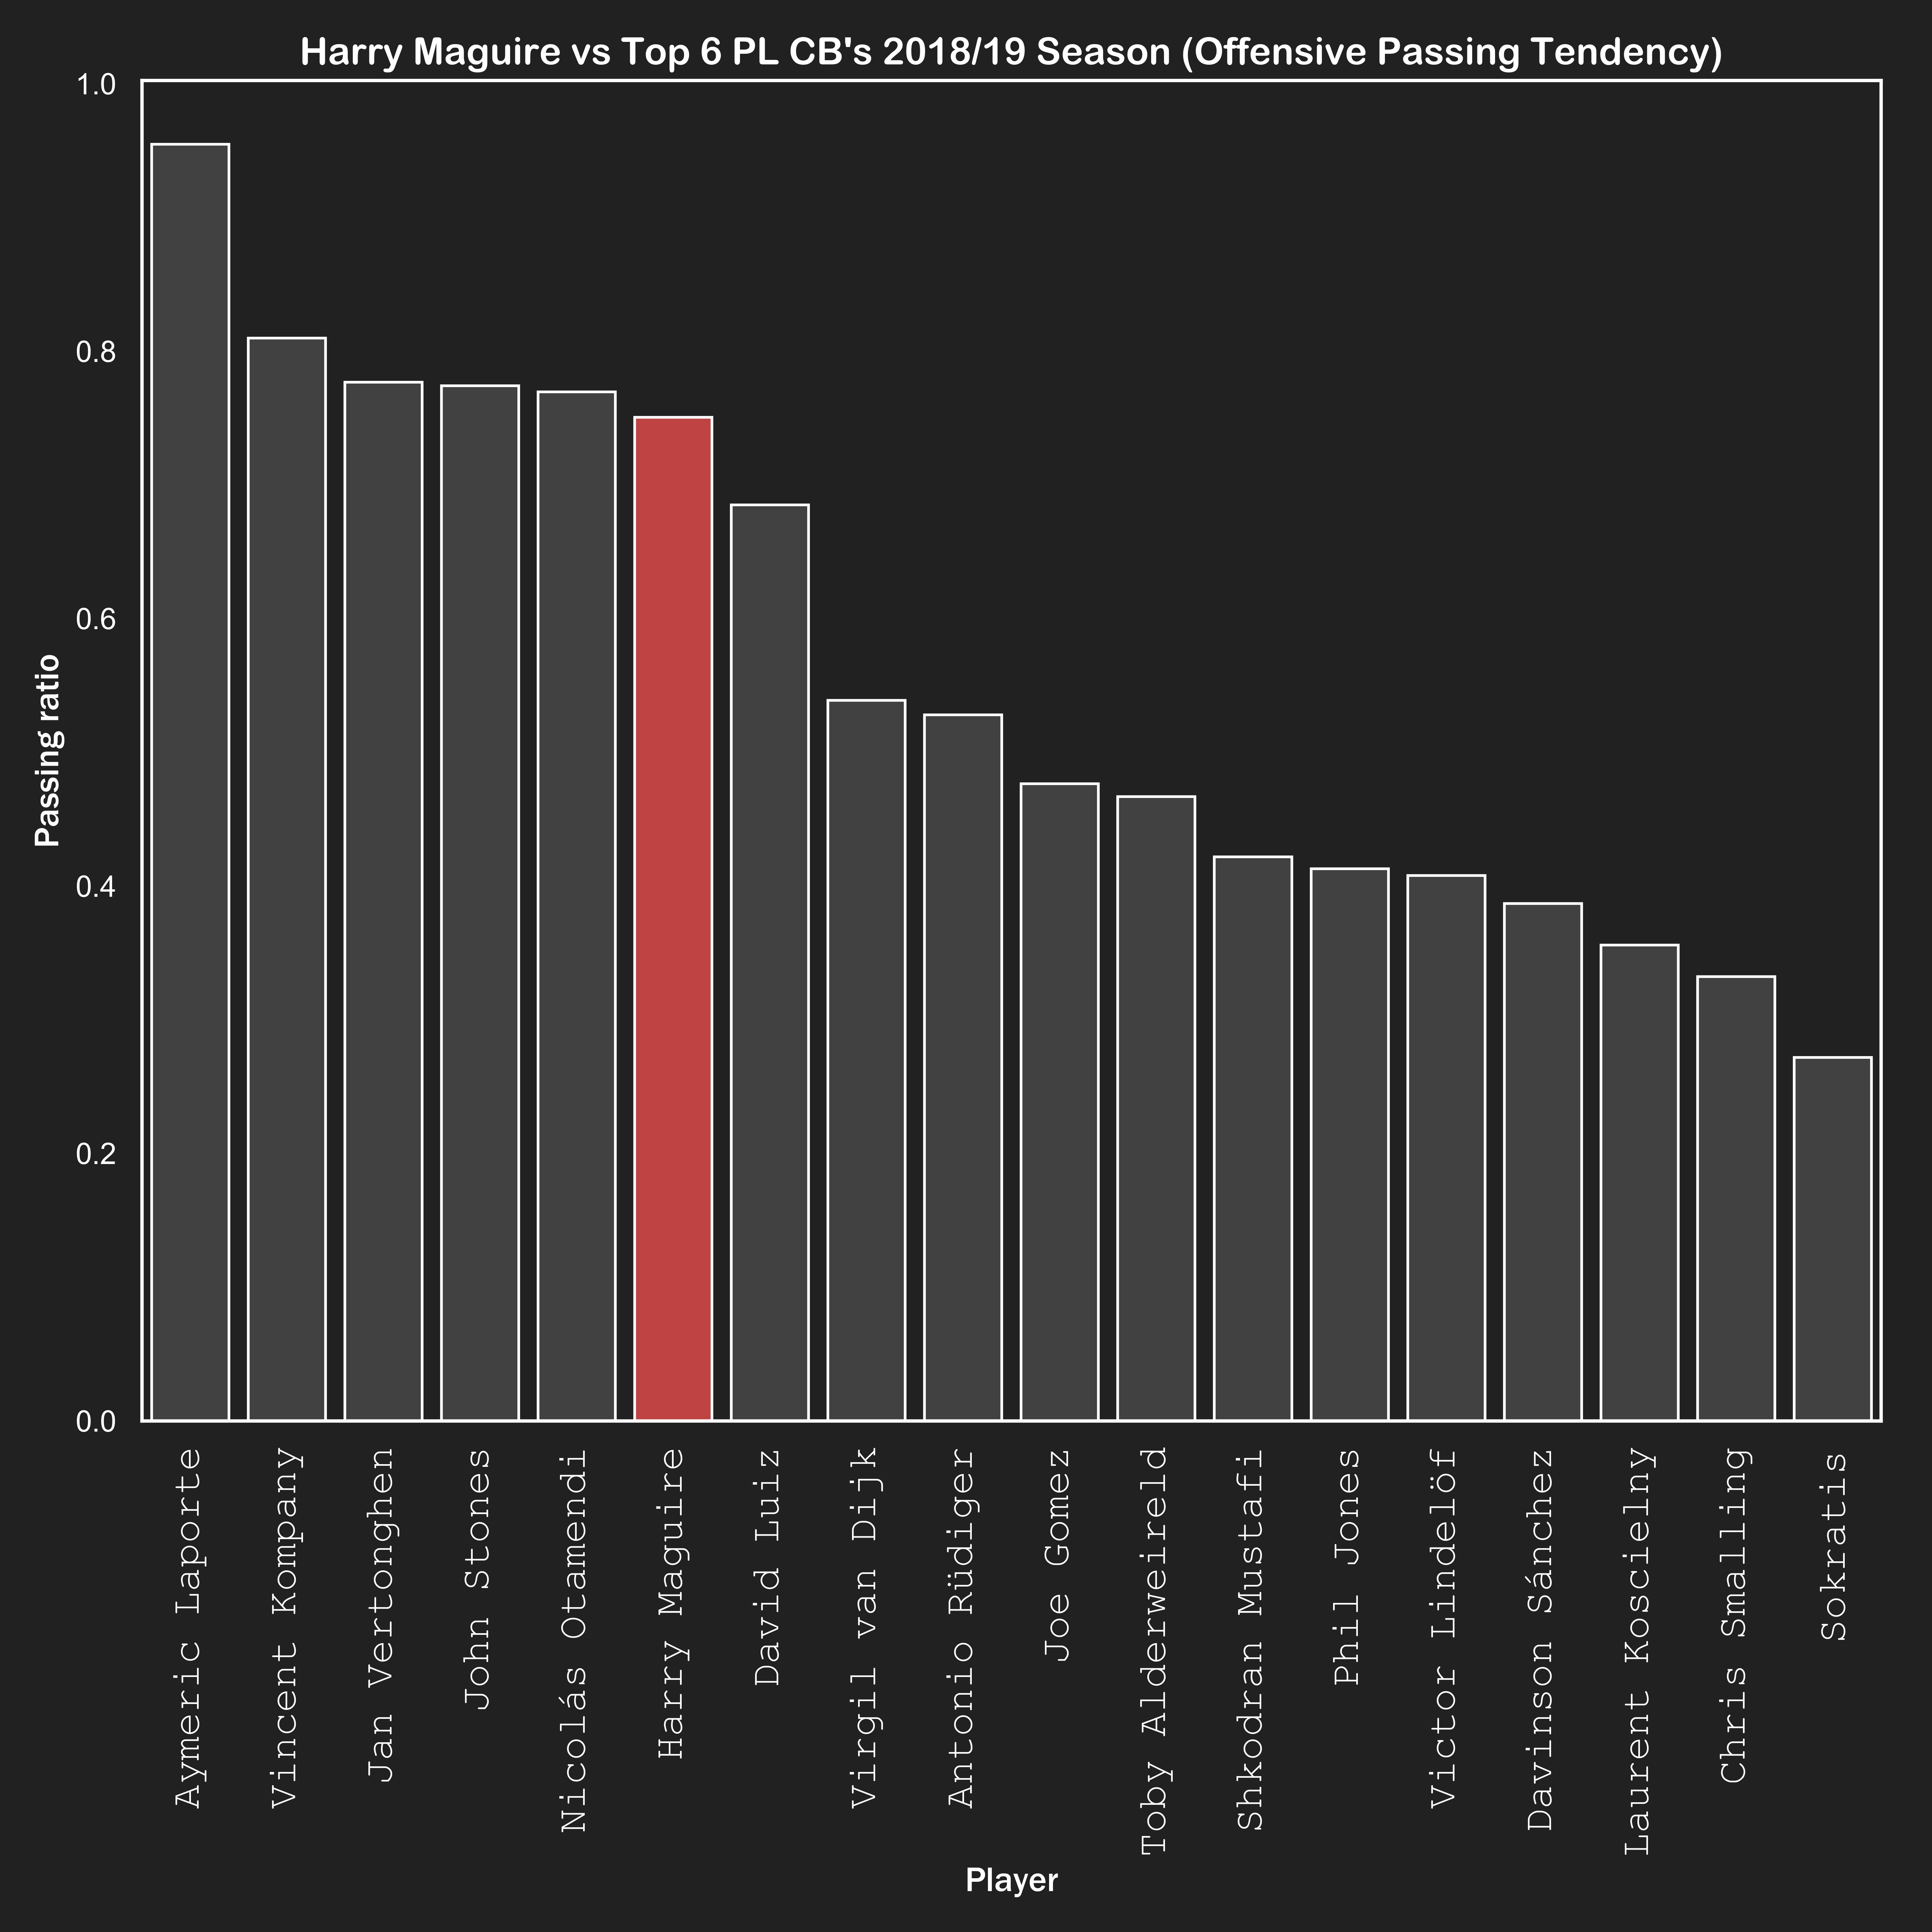 Harry Maguire vs Top 6 PL CB's 2018/19 Season (Offensive Passing Tendency)
1.0
0.8
0.6
0.4
0.2
0.0
Passing ratio
Aymeric Laporte
Vincent Kompany
Jan Vertonghen
John Stones
Nicolás Otamendi
Harry Maguire
David Luiz
Virgil van Dijk
Antonio Rüdiger
Joe Gomez
Toby Alderweireld
Shkodran Mustafi
Phil Jones
Victor Lindelöf
Davinson Sánchez
Laurent Koscielny
Chris Smalling
Sokratis
Player